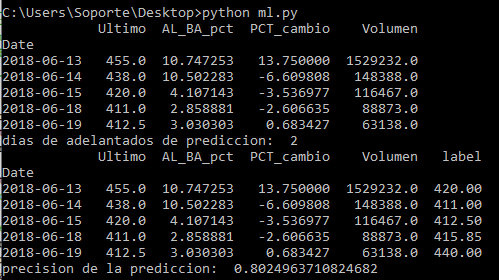 C:\Users\Soporte\Desktop>python ml.py
Ultimo AL_BA_pct PCT_cambio Volumen
Date
2018-06-13 455.0 10.747253 13.750000 1529232.0
2018-06-14 438.0 10.502283 -6.609808 148388.0
2018-06-15 420.0 4.107143 -3.536977 116467.0
2018-06-18 411.0 2.858881 -2.606635 88873.0
2018-06-19 412.5 3.030303 0.683427 63138.0
dias de adelantados de prediccion: 2
Ultimo AL_BA_pct PCT_cambio Volumen label
Date
2018-06-13 455.0 10.747253 13.750000 1529232.0 420.00
2018-06-14 438.0 10.502283 -6.609808 148388.0 411.00
2018-06-15 420.0 4.107143 -3.536977 116467.0 412.50
2018-06-18 411.0 2.858881 -2.606635 88873.0 415.85
2018-06-19 412.5 3.030303 0.683427 63138.0 440.00
precision de la prediccion: 0.8024963710824682